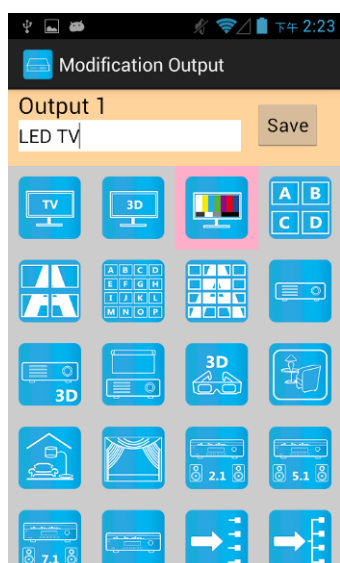 下午 2:23
Modification Output
Output 1
LED TV
Save
TV
3D
A B
C D
A B C D
E F G H
I J K L
M N O P
3D
3D
2.1
5.1
7.1